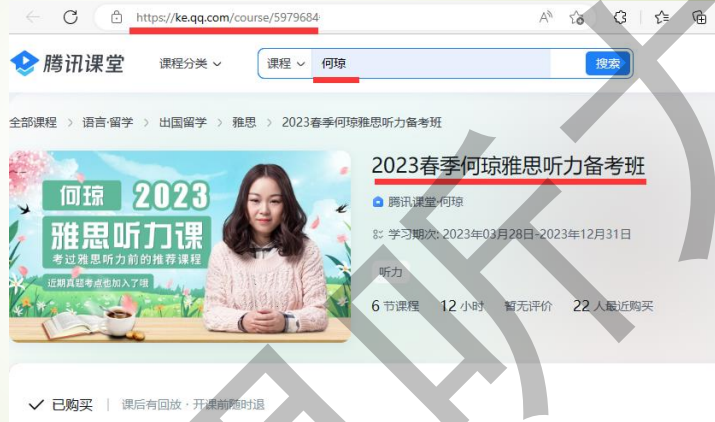 https://ke.qq.com/course/5979684
腾讯课堂
课程分类
课程
何琼
搜索
全部课程 > 语言·留学 > 出国留学 > 雅思 > 2023春季何琼雅思听力备考班
何琼 2023
雅思听力课
考过雅思听力前的推荐课程
近期真题考点也加入了哦
2023春季何琼雅思听力备考班
腾讯课堂·何琼
学习期次: 2023年03月28日-2023年12月31日
听力
6 节课程 12 小时 暂无评价 22 人最近购买
已购买 | 课后有回放 · 开课前随时退